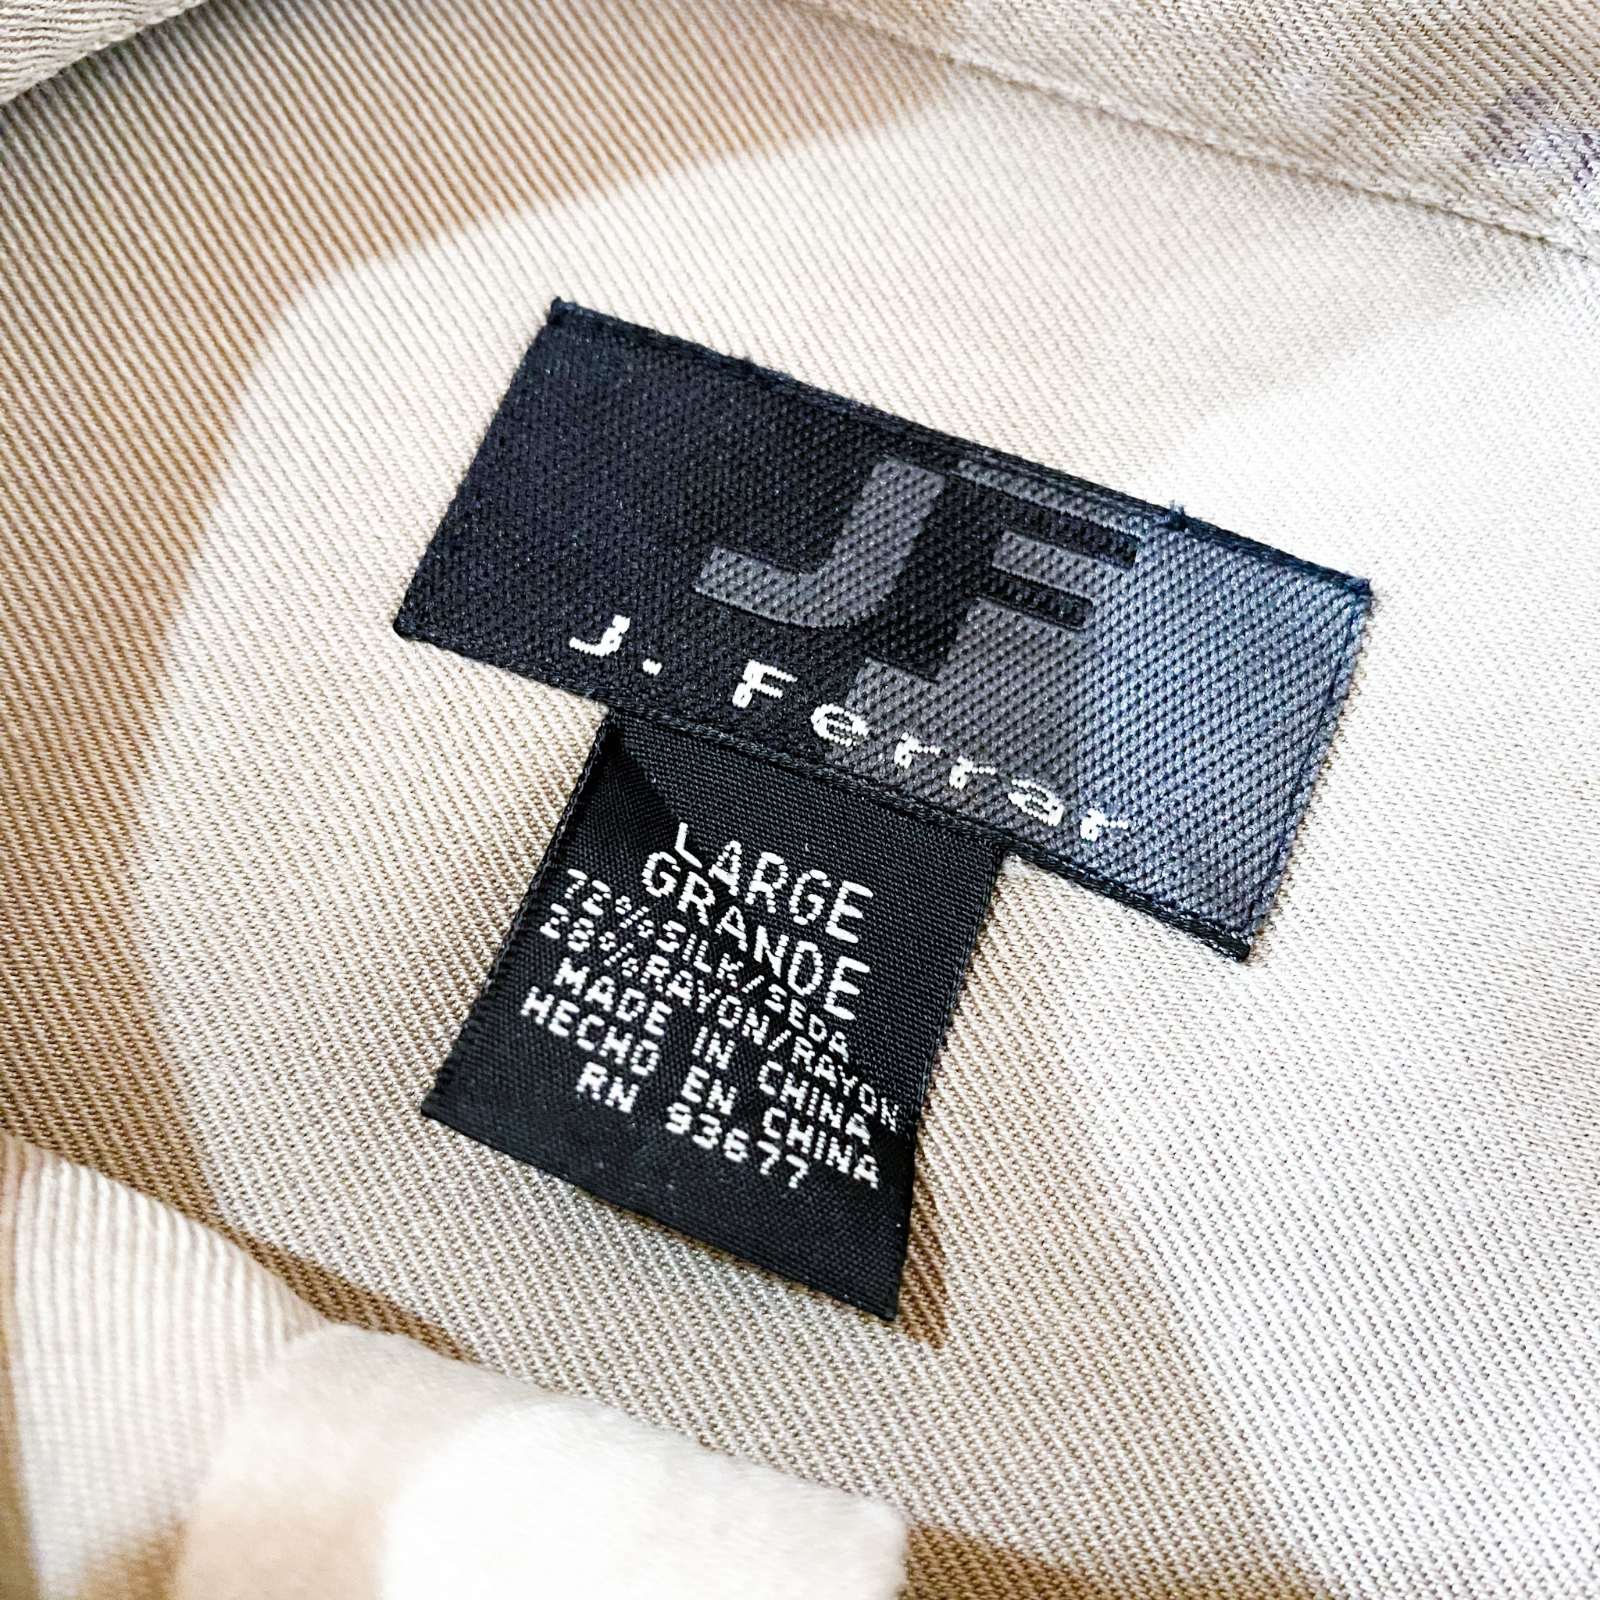 JF
J. Ferrar
LARGE
GRANDE
72% SILK/SEDA
28% RAYON/RAYON
MADE IN CHINA
HECHO EN CHINA
RN 93677